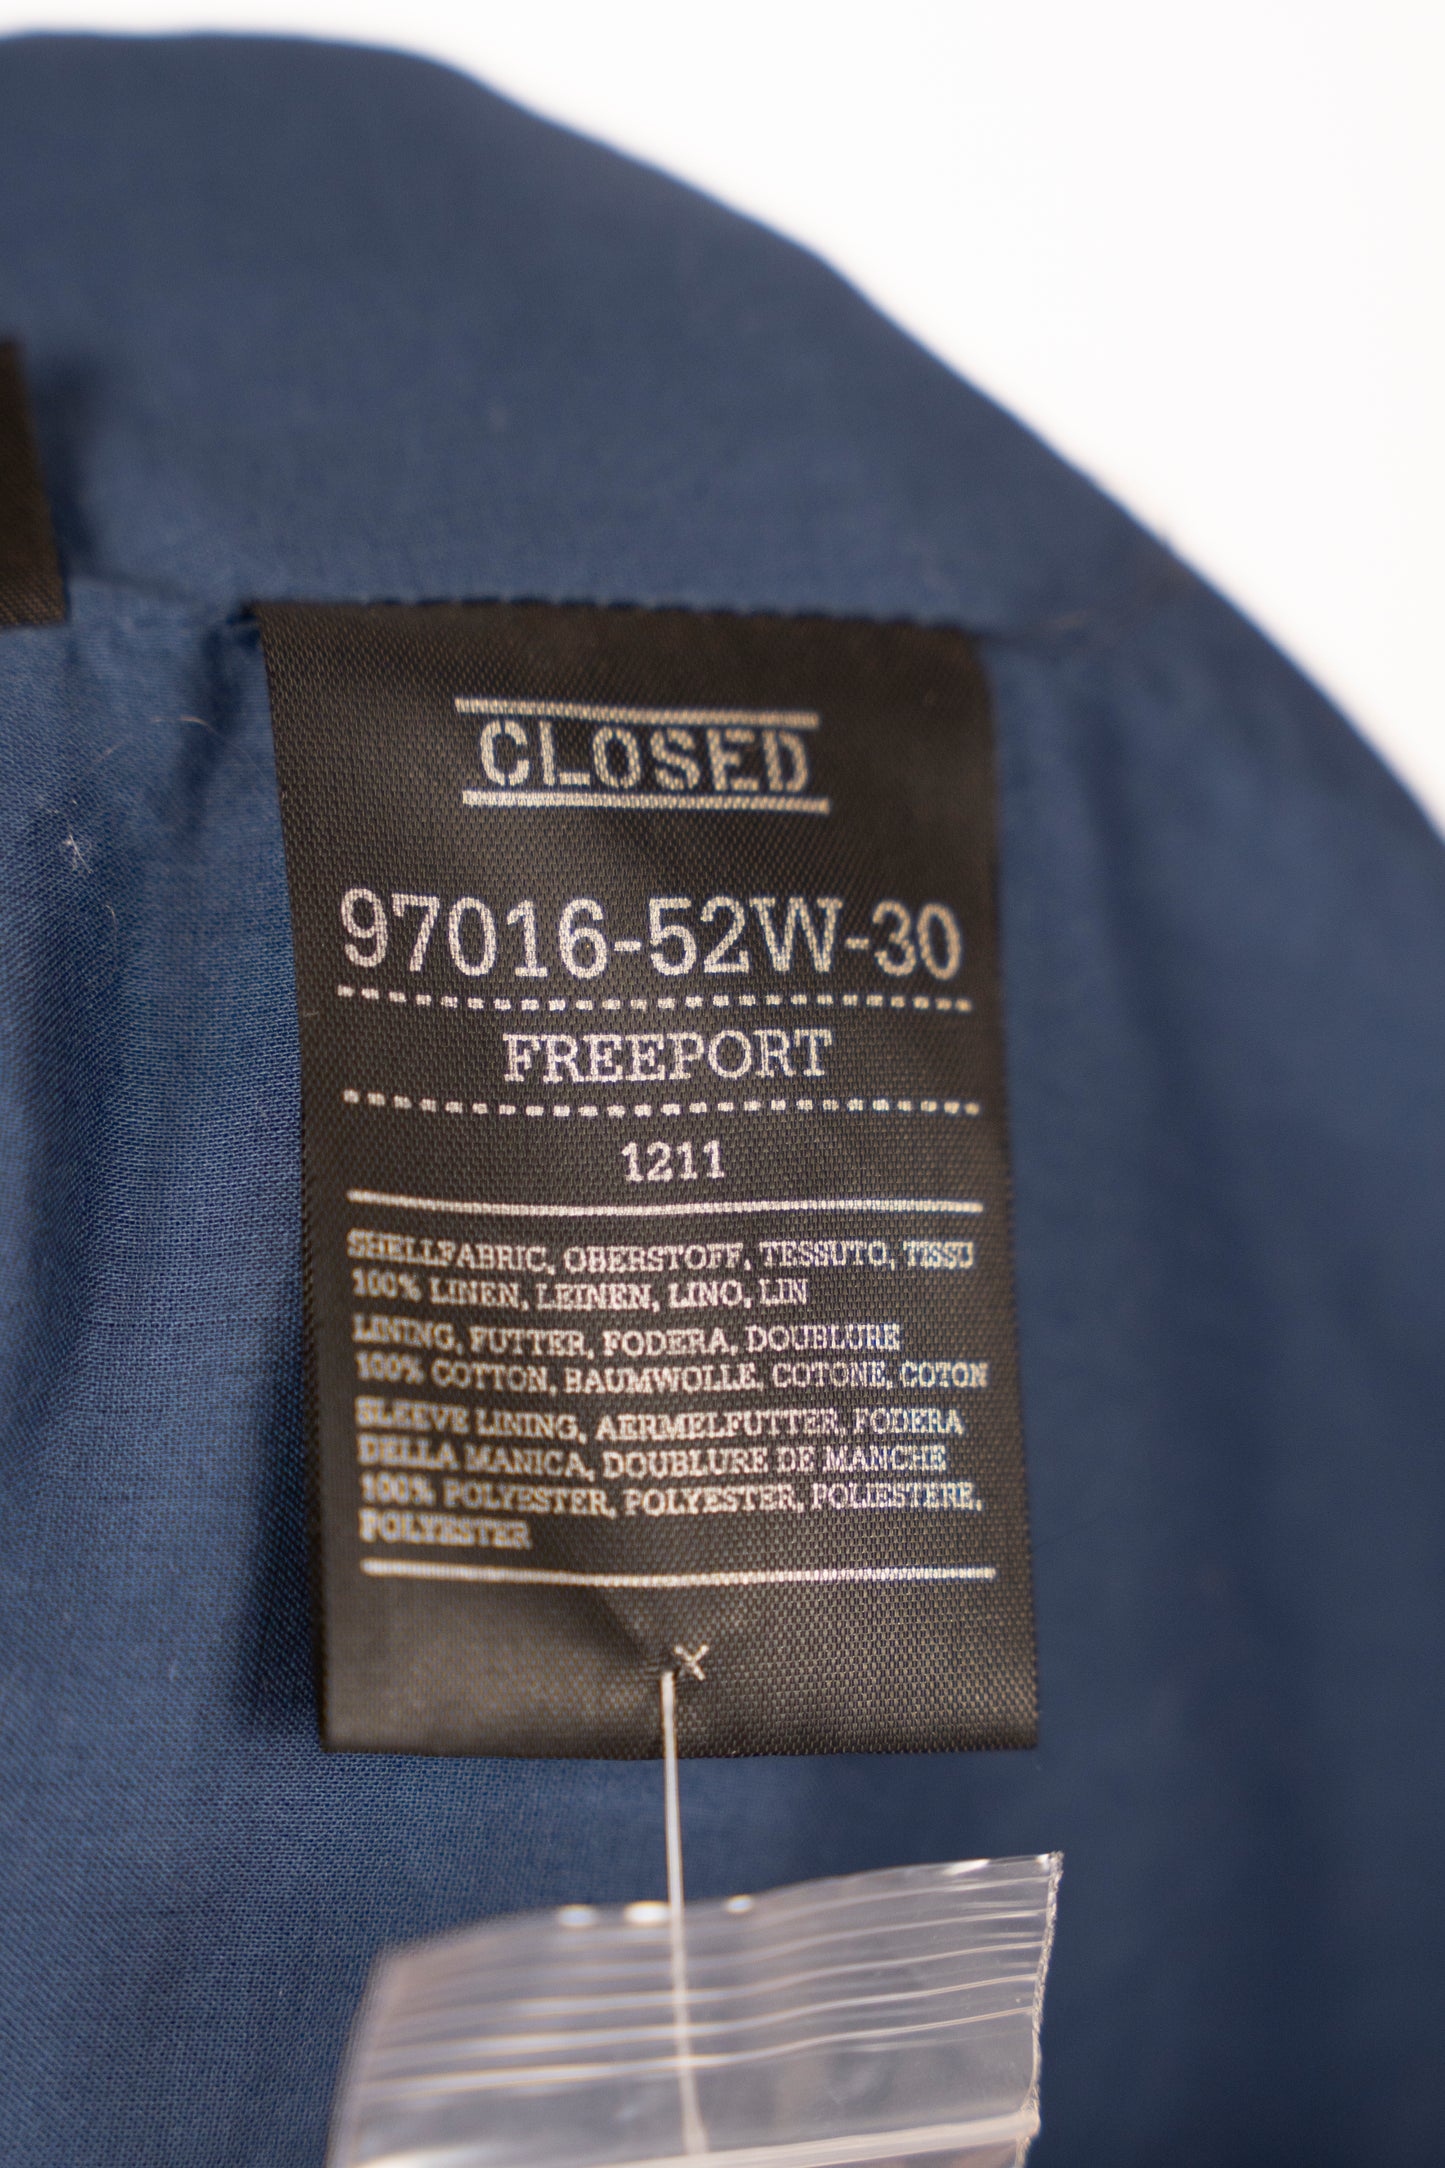 CLOSED
97016-52W-30
FREEPORT
1211
SHELLFABRIC, OBERSTOFF, TESSUTO, TISSU
100% LINEN, LEINEN, LINO, LIN
LINING, FUTTER, FODERA, DOUBLURE
100% COTTON, BAUMWOLLE, COTONE, COTON
SLEEVE LINING, AERMELFUTTER, FODERA
DELLA MANICA, DOUBLURE DE MANCHE
100% POLYESTER, POLYESTER, POLIESTERE,
POLYESTER